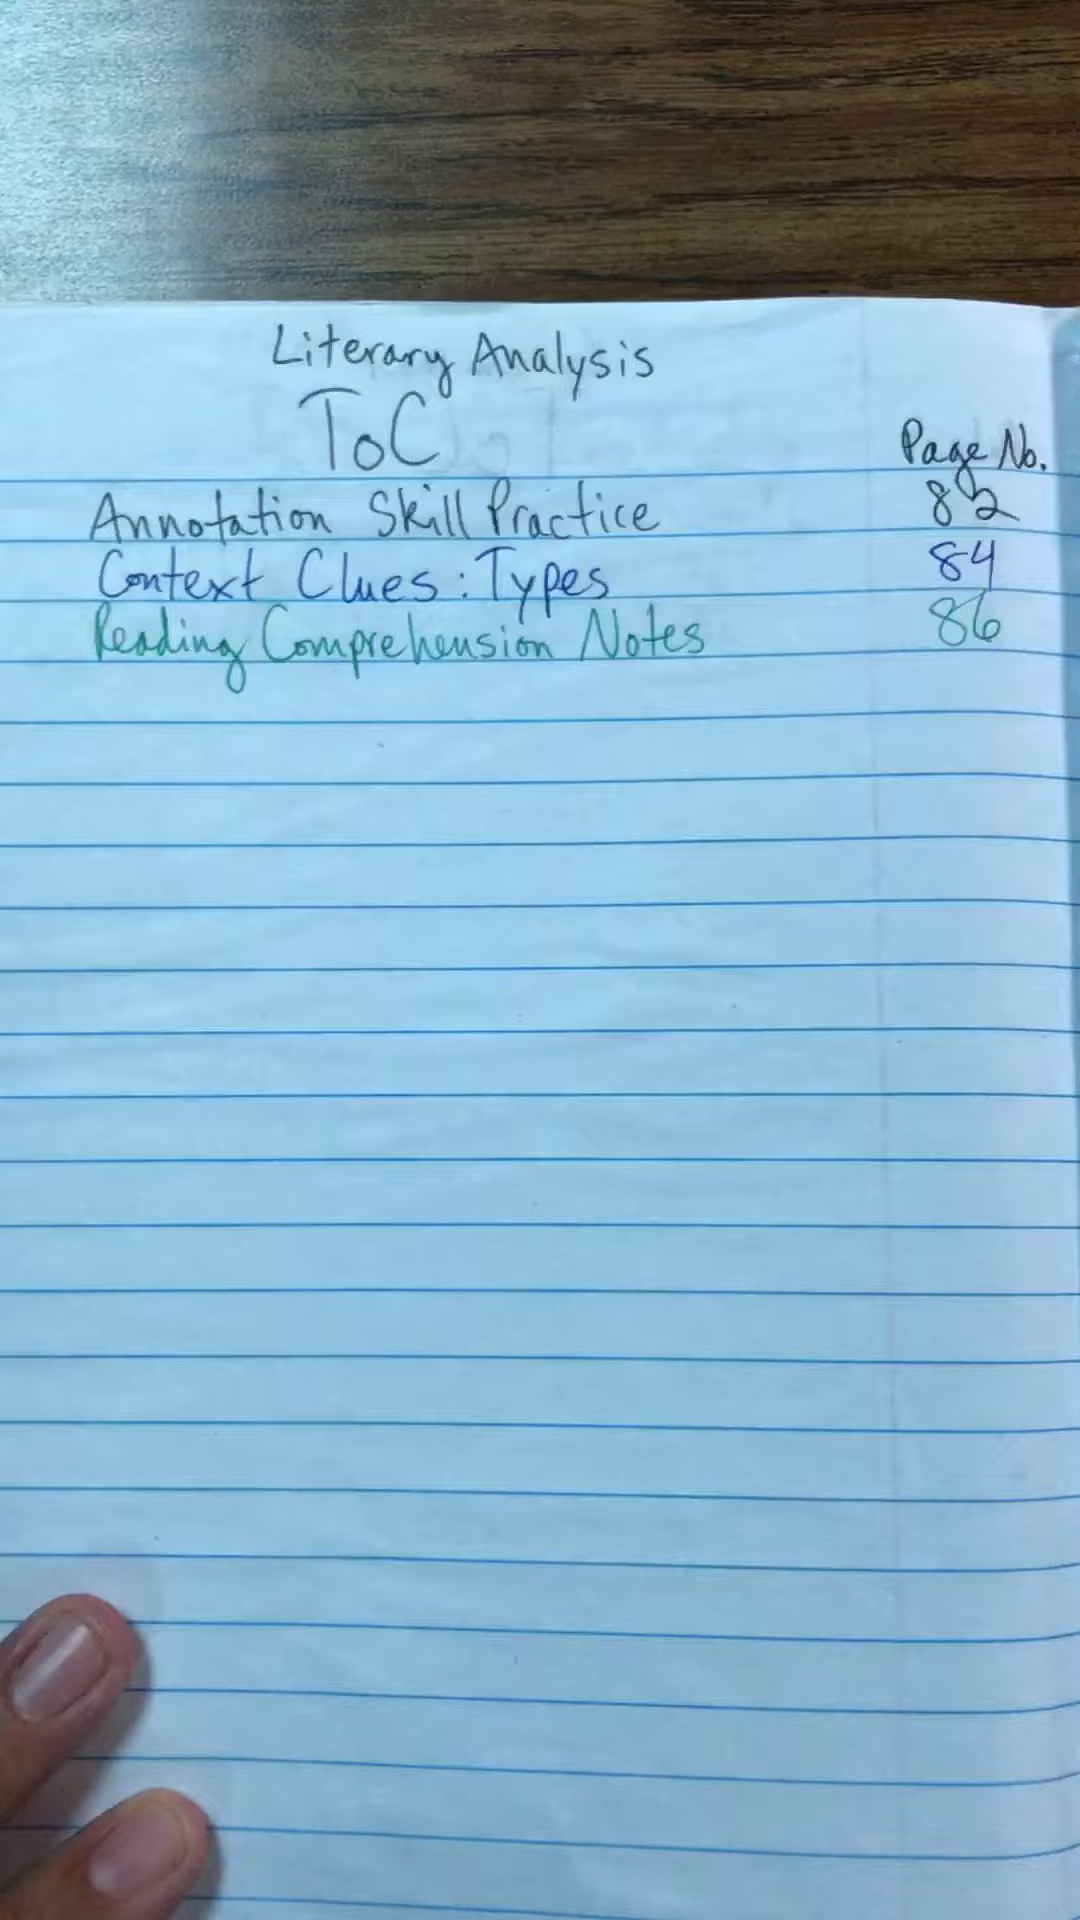 Literary Analysis
ToC
Page No.
Annotation Skill Practice 82
Context Clues: Types 84
Reading Comprehension Notes 86